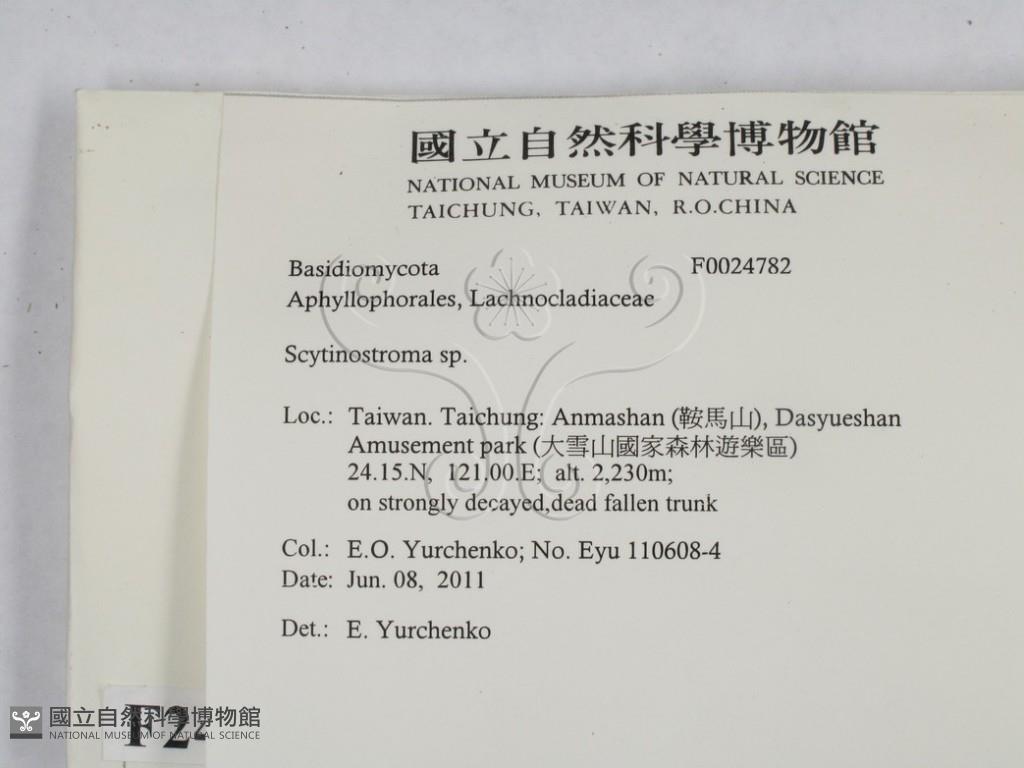 國立自然科學博物館
NATIONAL MUSEUM OF NATURAL SCIENCE
TAICHUNG, TAIWAN, R.O.CHINA
Basidiomycota F0024782
Aphyllophorales, Lachnocladiaceae
Scytinostroma sp.
Loc.: Taiwan. Taichung: Anmashan (鞍馬山), Dasyueshan
Amusement park (大雪山國家森林遊樂區)
24.15.N, 121.00.E; alt. 2,230m;
on strongly decayed,dead fallen trunk
Col.: E.O. Yurchenko; No. Eyu 110608-4
Date: Jun. 08, 2011
Det.: E. Yurchenko
國立自然科學博物館
NATIONAL MUSEUM OF NATURAL SCIENCE